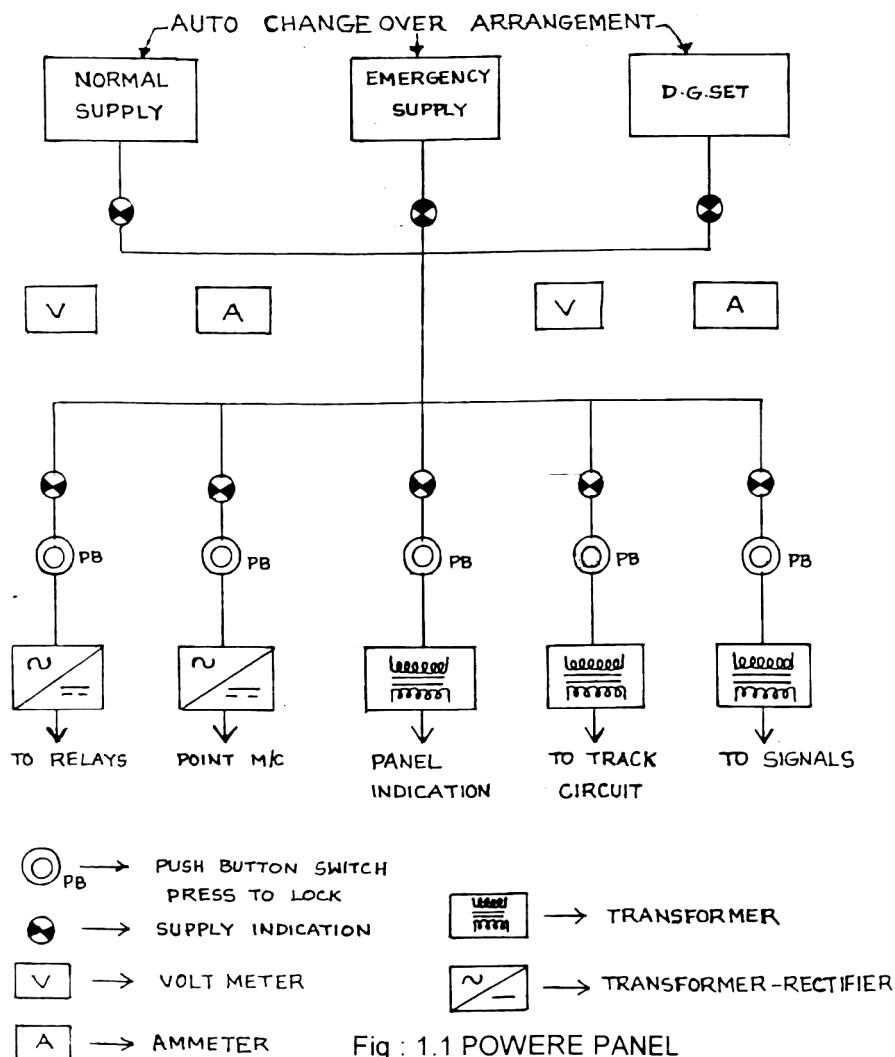 AUTO CHANGE OVER ARRANGEMENT
NORMAL SUPPLY
EMERGENCY SUPPLY
D.G.SET
V
A
V
A
PB
PB
PB
PB
PB
TO RELAYS
POINT M/C
PANEL INDICATION
TO TRACK CIRCUIT
TO SIGNALS
PB
PUSH BUTTON SWITCH
PRESS TO LOCK
SUPPLY INDICATION
V
VOLT METER
A
AMMETER
TRANSFORMER
TRANSFORMER-RECTIFIER
Fig : 1.1 POWERE PANEL